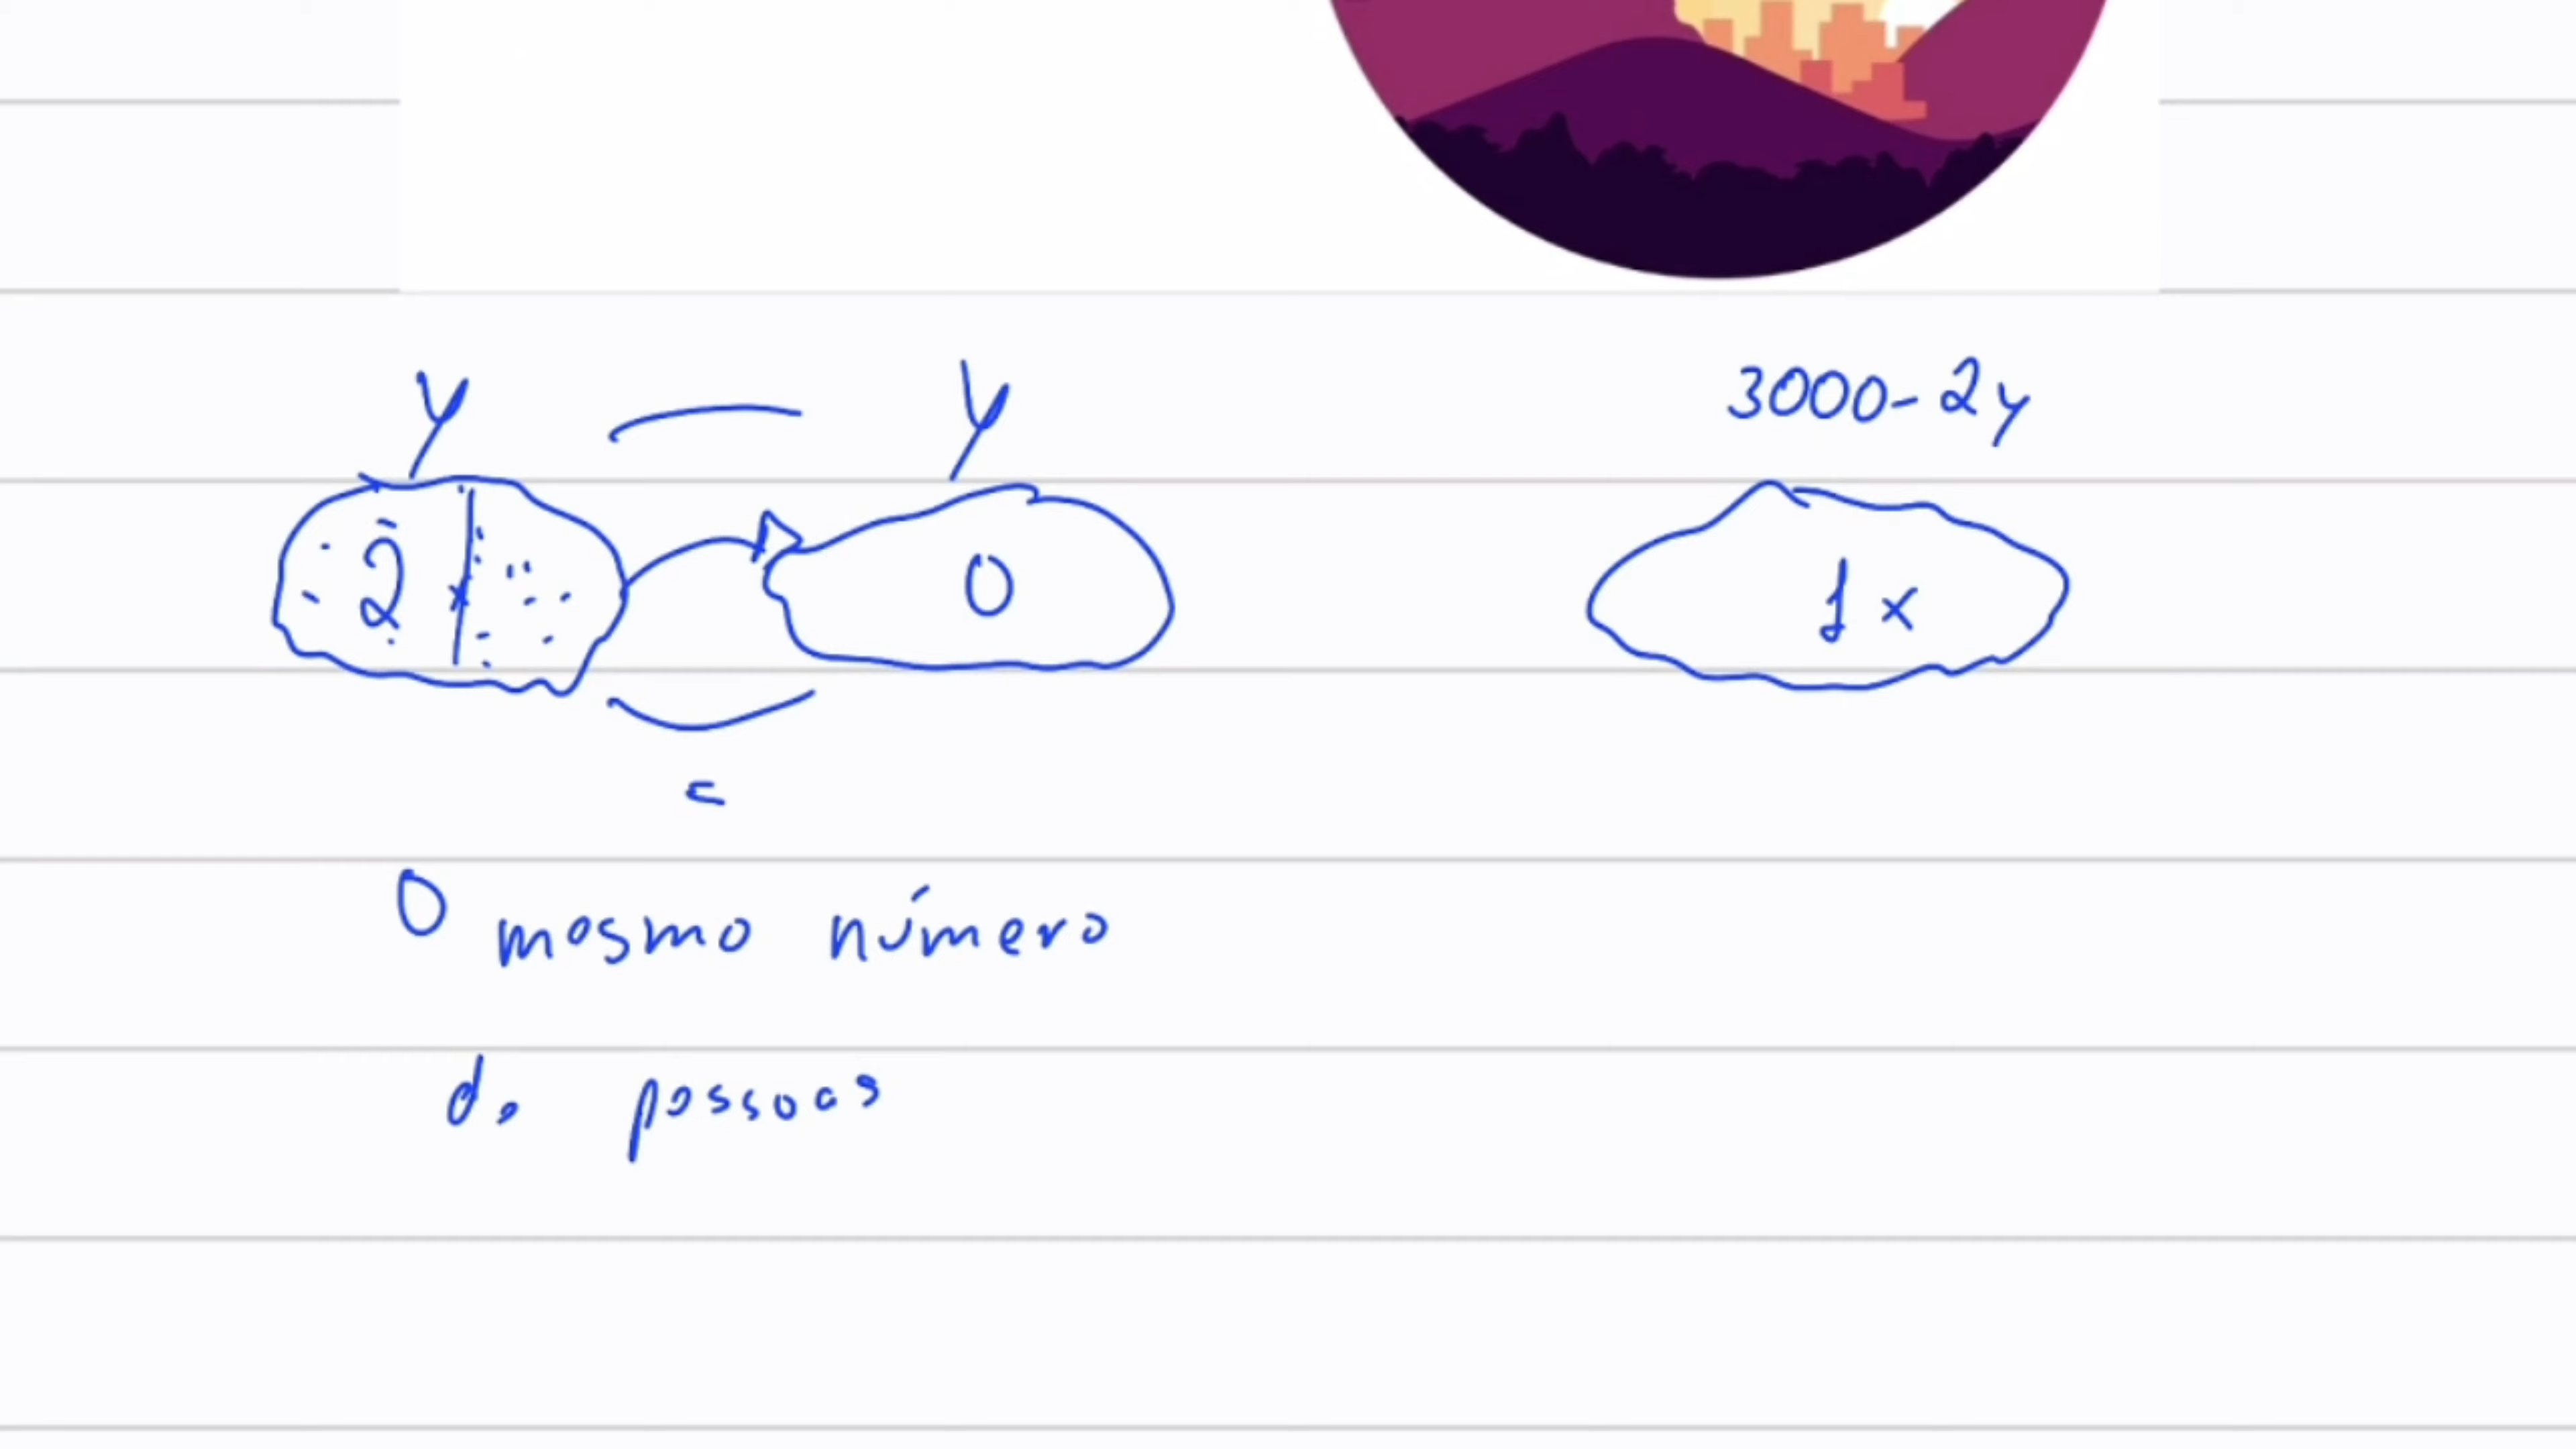 y y 3000-2y
2x 0 1x
=
O mesmo número
de pessoas